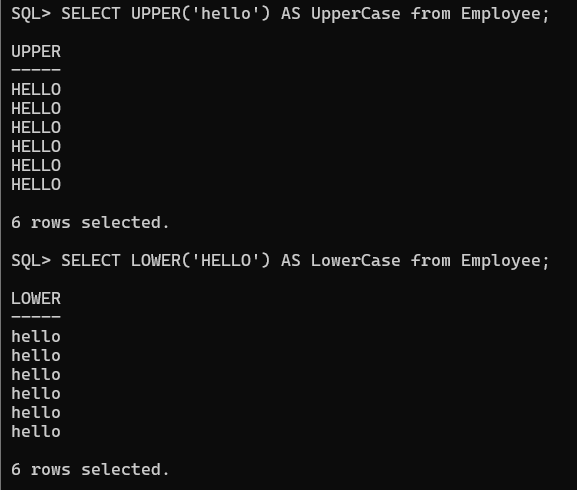 SQL> SELECT UPPER('hello') AS UpperCase from Employee;
UPPER
-----
HELLO
HELLO
HELLO
HELLO
HELLO
HELLO
6 rows selected.
SQL> SELECT LOWER('HELLO') AS LowerCase from Employee;
LOWER
-----
hello
hello
hello
hello
hello
hello
6 rows selected.